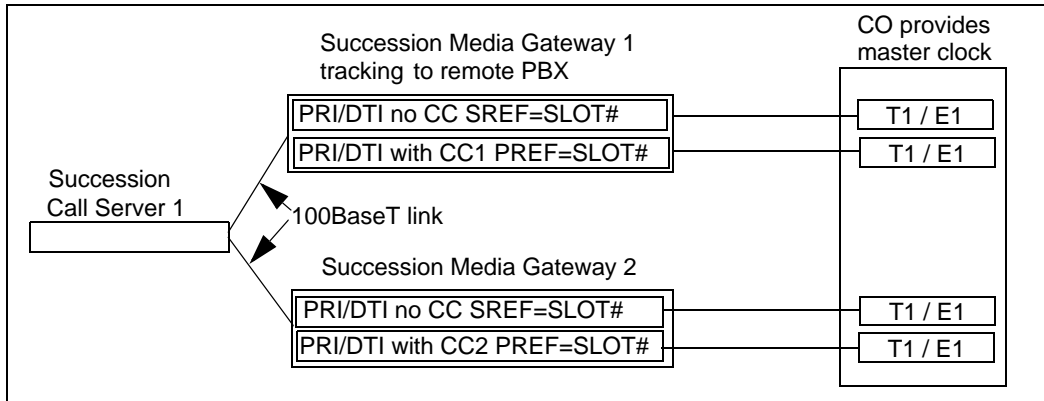 Succession Media Gateway 1
tracking to remote PBX
CO provides
master clock
PRI/DTI no CC SREF=SLOT#
T1 / E1
PRI/DTI with CC1 PREF=SLOT#
T1 / E1
Succession
Call Server 1
100BaseT link
Succession Media Gateway 2
PRI/DTI no CC SREF=SLOT#
T1 / E1
PRI/DTI with CC2 PREF=SLOT#
T1 / E1